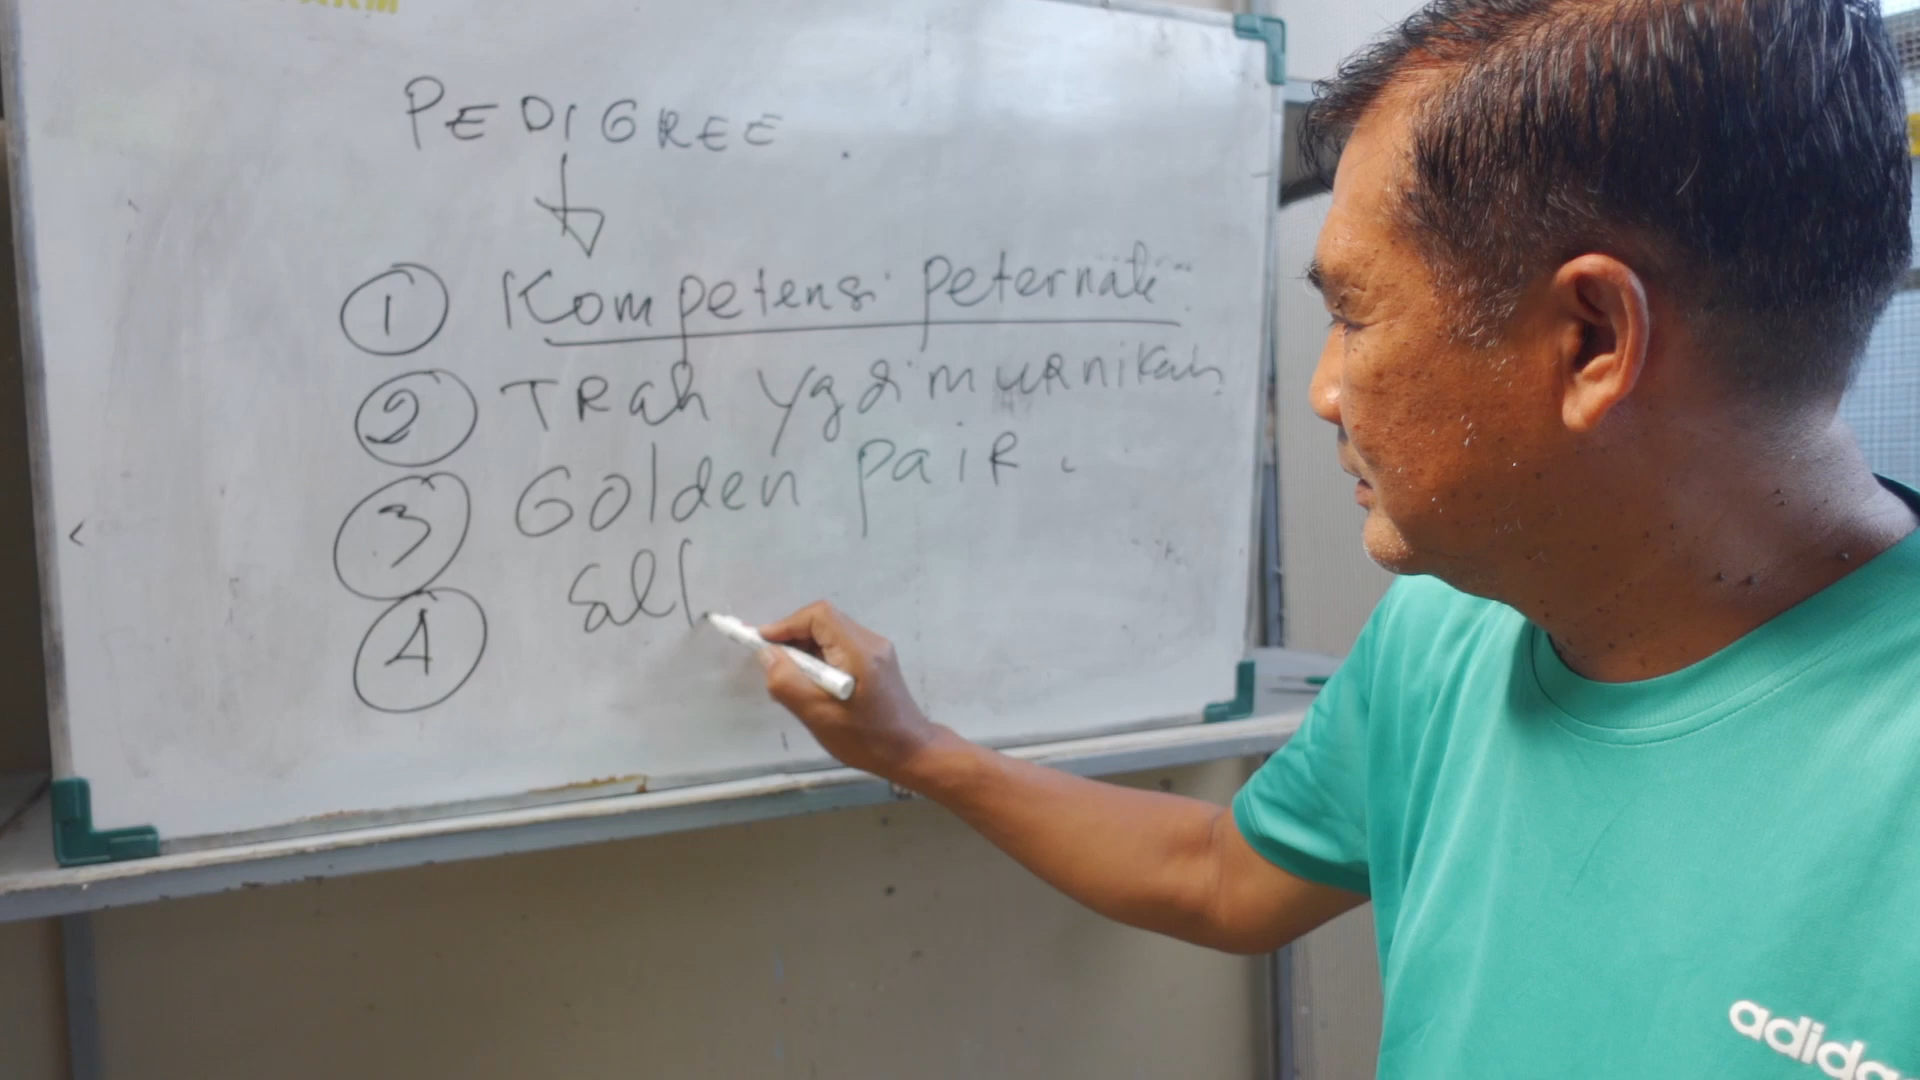 PEDIGREE
① Kompetensi peternak
② TRah yg dimurnikan
③ Golden paiR.
④
adidas